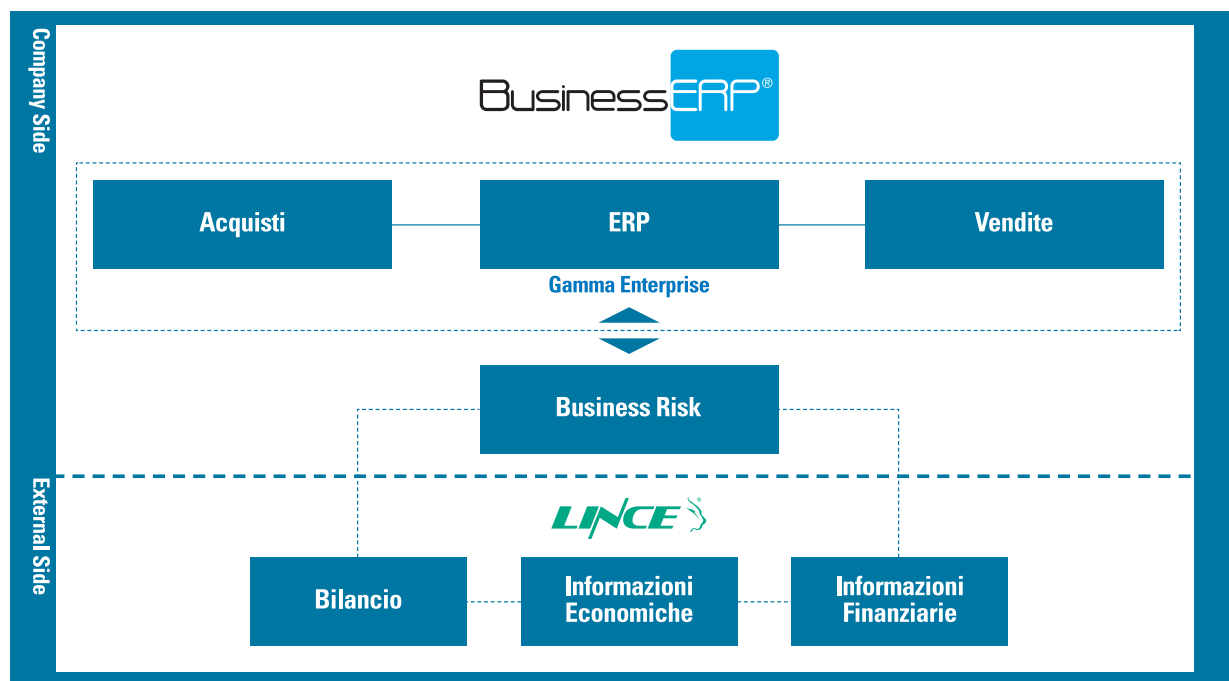 Company Side
BusinessERP®
Acquisti
ERP
Vendite
Gamma Enterprise
Business Risk
External Side
LINCE®
Bilancio
Informazioni
Economiche
Informazioni
Finanziarie